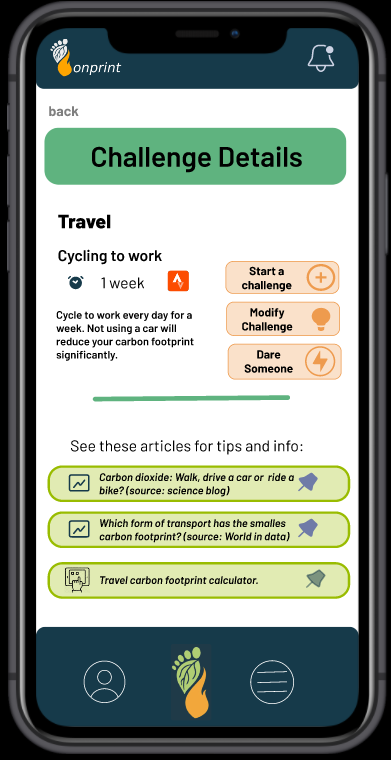 onprint
back
Challenge Details
Travel
Cycling to work
1 week
Start a
challenge
Cycle to work every day for a
week. Not using a car will
reduce your carbon footprint
significantly.
Modify
Challenge
Dare
Someone
See these articles for tips and info:
Carbon dioxide: Walk, drive a car or ride a
bike? (source: science blog)
Which form of transport has the smalles
carbon footprint? (source: World in data)
Travel carbon footprint calculator.